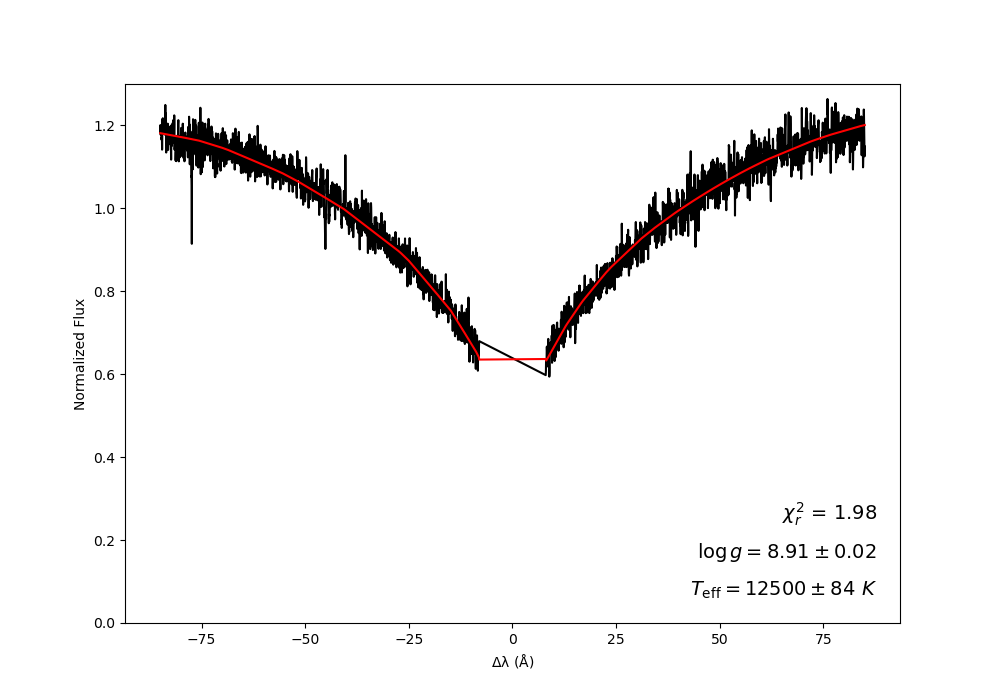 Normalized Flux
1.2
1.0
0.8
0.6
0.4
0.2
0.0
χ²ᵣ = 1.98
log g = 8.91 ± 0.02
T_eff = 12500 ± 84 K
−75
−50
−25
0
25
50
75
Δλ (Å)